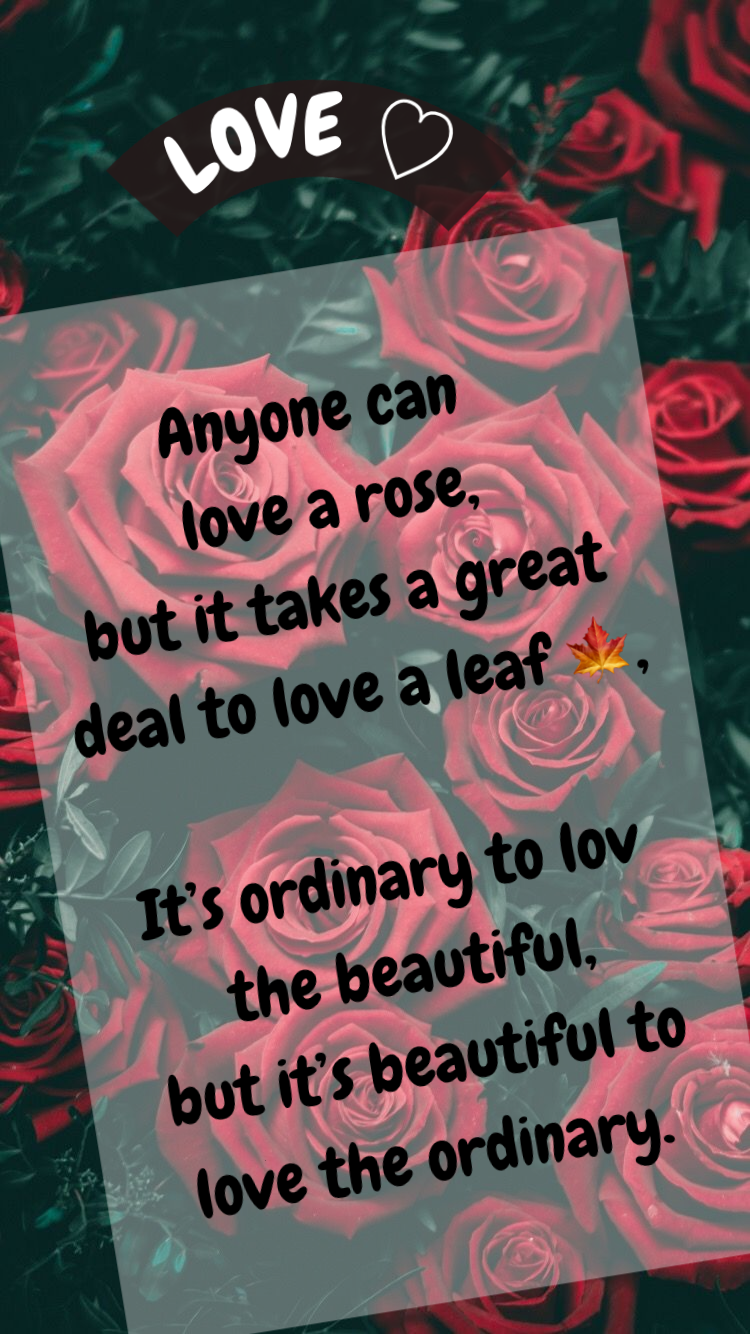 LOVE ♡
Anyone can
love a rose,
but it takes a great
deal to love a leaf 🍁,
It's ordinary to lov
the beautiful,
but it's beautiful to
love the ordinary.